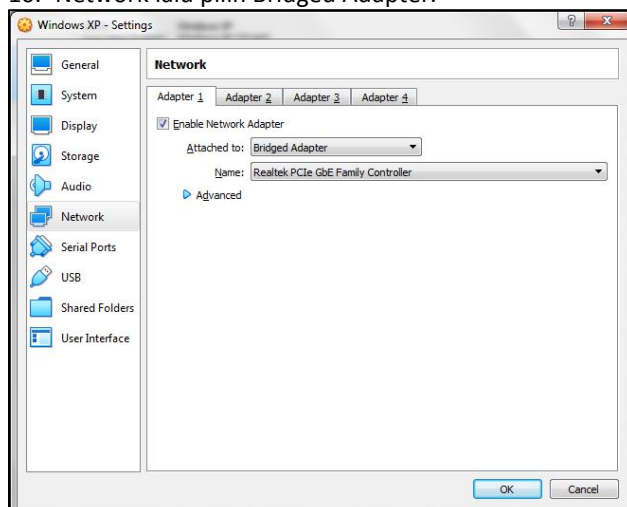 Network lalu pilih Bridged Adapter.
Windows XP - Settings
General
System
Display
Storage
Audio
Network
Serial Ports
USB
Shared Folders
User Interface
Network
Adapter 1
Adapter 2
Adapter 3
Adapter 4
Enable Network Adapter
Attached to: Bridged Adapter
Name: Realtek PCIe GbE Family Controller
Advanced
OK
Cancel